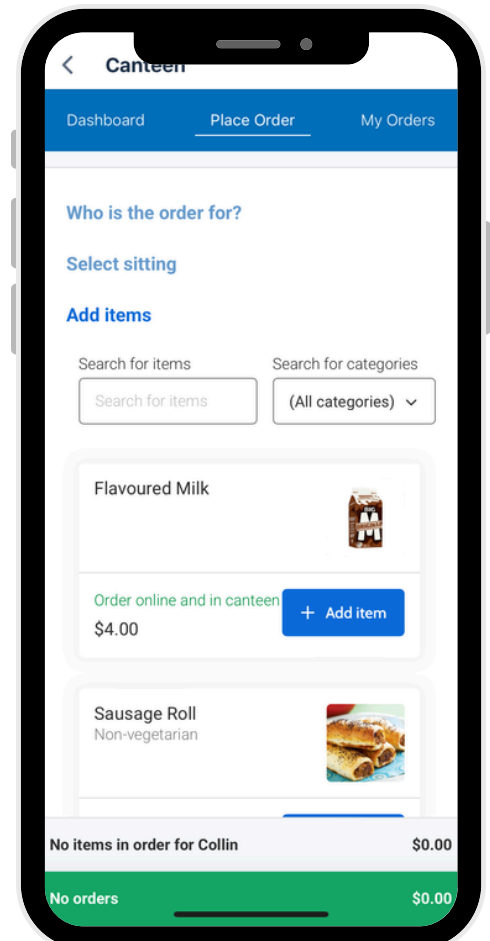 Canteen
Dashboard Place Order My Orders
Who is the order for?
Select sitting
Add items
Search for items Search for categories
Search for items (All categories)
Flavoured Milk
BIG
M
Order online and in canteen
+ Add item
$4.00
Sausage Roll
Non-vegetarian
No items in order for Collin $0.00
No orders $0.00